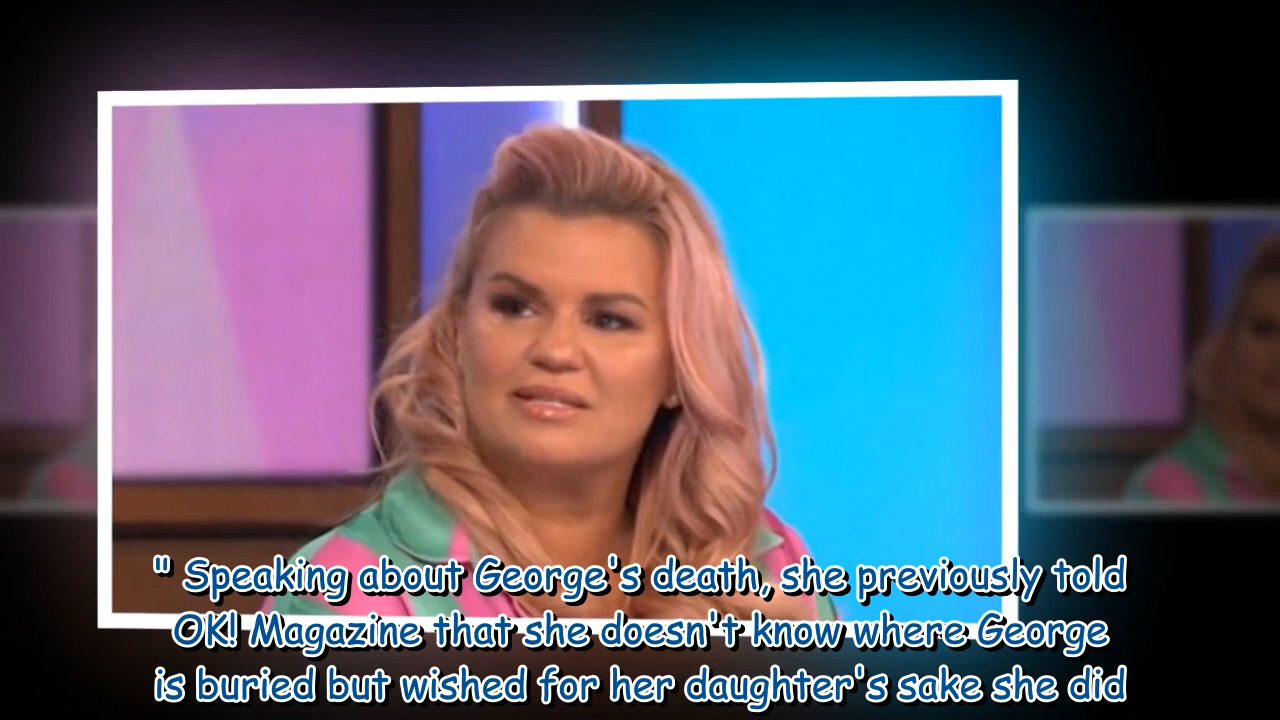 " Speaking about George's death, she previously told
OK! Magazine that she doesn't know where George
is buried but wished for her daughter's sake she did